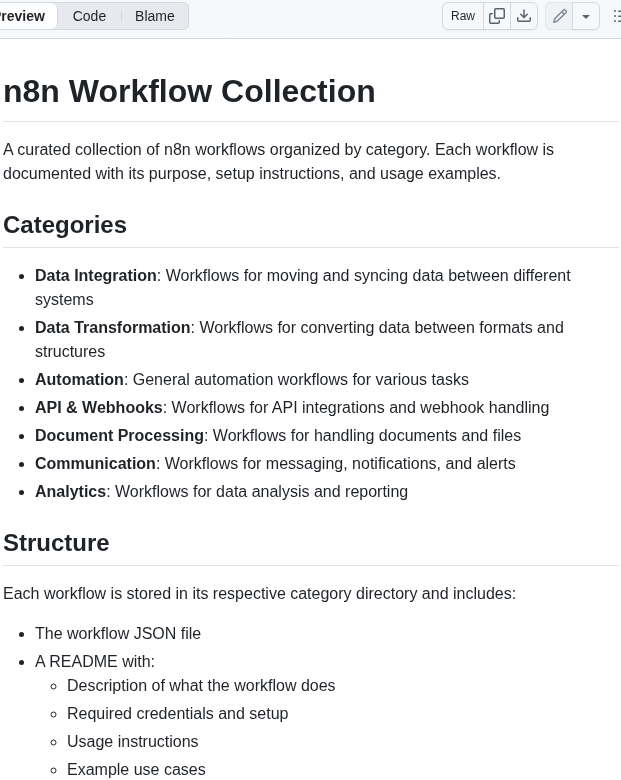 Preview Code Blame Raw
n8n Workflow Collection
A curated collection of n8n workflows organized by category. Each workflow is
documented with its purpose, setup instructions, and usage examples.
Categories
Data Integration: Workflows for moving and syncing data between different
systems
Data Transformation: Workflows for converting data between formats and
structures
Automation: General automation workflows for various tasks
API & Webhooks: Workflows for API integrations and webhook handling
Document Processing: Workflows for handling documents and files
Communication: Workflows for messaging, notifications, and alerts
Analytics: Workflows for data analysis and reporting
Structure
Each workflow is stored in its respective category directory and includes:
The workflow JSON file
A README with:
Description of what the workflow does
Required credentials and setup
Usage instructions
Example use cases